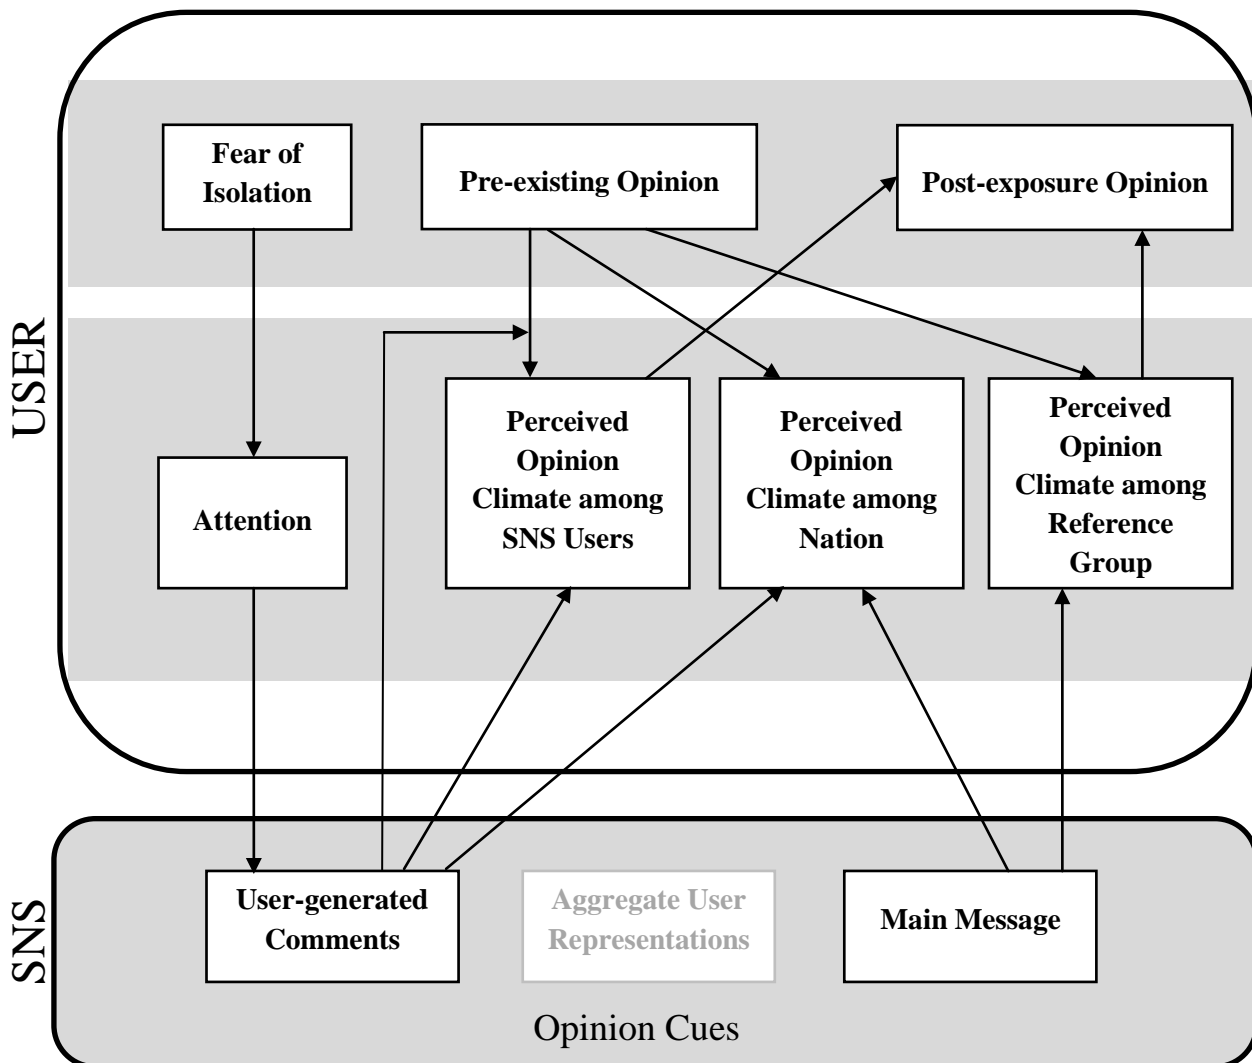 USER
Fear of
Isolation
Pre-existing Opinion
Post-exposure Opinion
Attention
Perceived
Opinion
Climate among
SNS Users
Perceived
Opinion
Climate among
Nation
Perceived
Opinion
Climate among
Reference
Group
SNS
User-generated
Comments
Aggregate User
Representations
Main Message
Opinion Cues